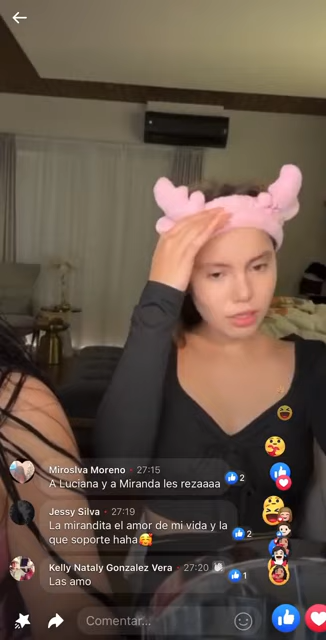 Miroslva Moreno · 27:15
A Luciana y a Miranda les rezaaaa
2
Jessy Silva · 27:19
La mirandita el amor de mi vida y la
que soporte haha🥰
2
Kelly Nataly Gonzalez Vera · 27:20
Las amo
1
Comentar...